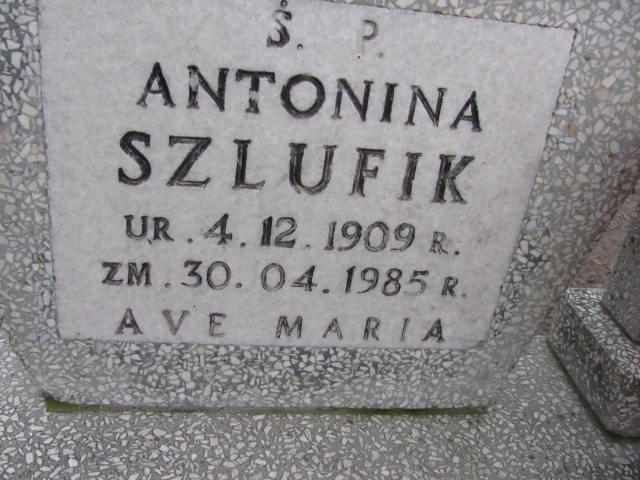 Ś. P.
ANTONINA
SZLUFIK
UR. 4.12.1909 R.
ZM. 30.04.1985 R.
AVE MARIA